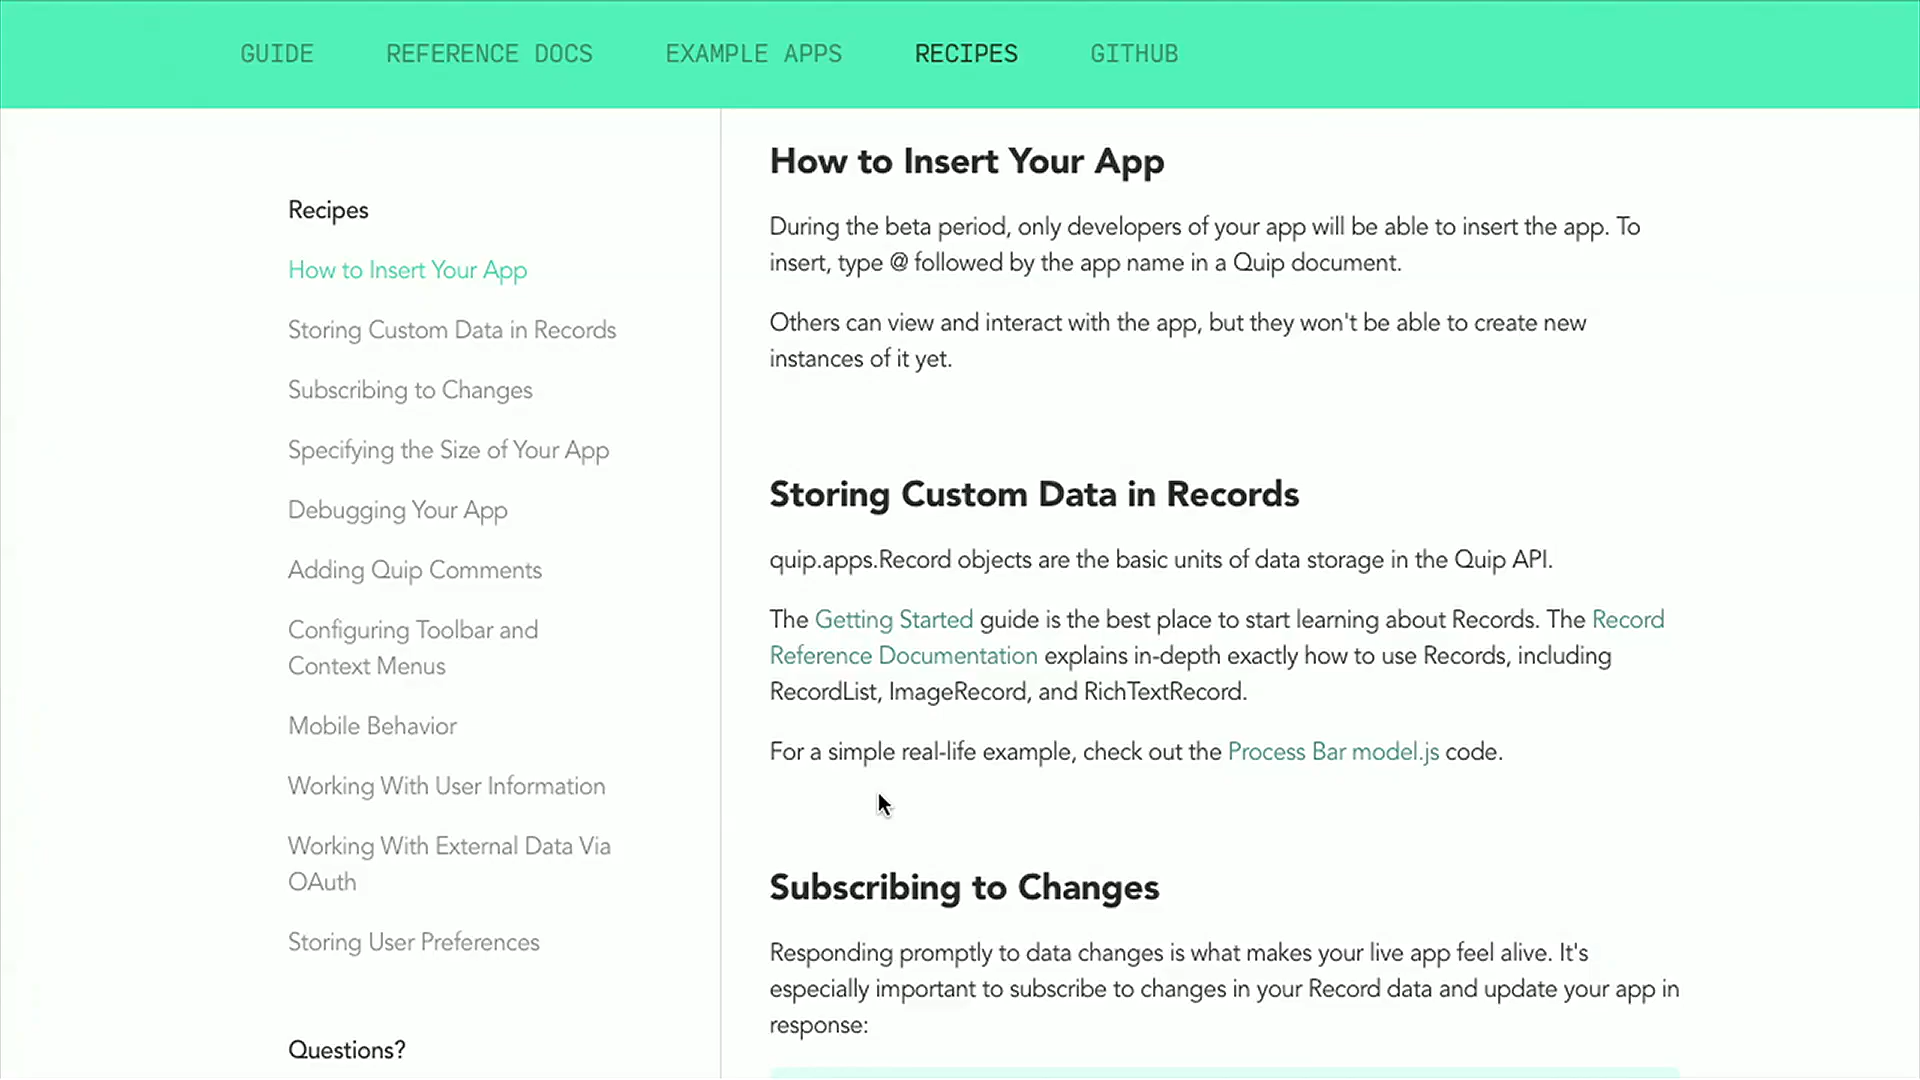 GUIDE REFERENCE DOCS EXAMPLE APPS RECIPES GITHUB
Recipes
How to Insert Your App
Storing Custom Data in Records
Subscribing to Changes
Specifying the Size of Your App
Debugging Your App
Adding Quip Comments
Configuring Toolbar and
Context Menus
Mobile Behavior
Working With User Information
Working With External Data Via
OAuth
Storing User Preferences
Questions?
How to Insert Your App
During the beta period, only developers of your app will be able to insert the app. To
insert, type @ followed by the app name in a Quip document.
Others can view and interact with the app, but they won't be able to create new
instances of it yet.
Storing Custom Data in Records
quip.apps.Record objects are the basic units of data storage in the Quip API.
The Getting Started guide is the best place to start learning about Records. The Record
Reference Documentation explains in-depth exactly how to use Records, including
RecordList, ImageRecord, and RichTextRecord.
For a simple real-life example, check out the Process Bar model.js code.
Subscribing to Changes
Responding promptly to data changes is what makes your live app feel alive. It's
especially important to subscribe to changes in your Record data and update your app in
response: